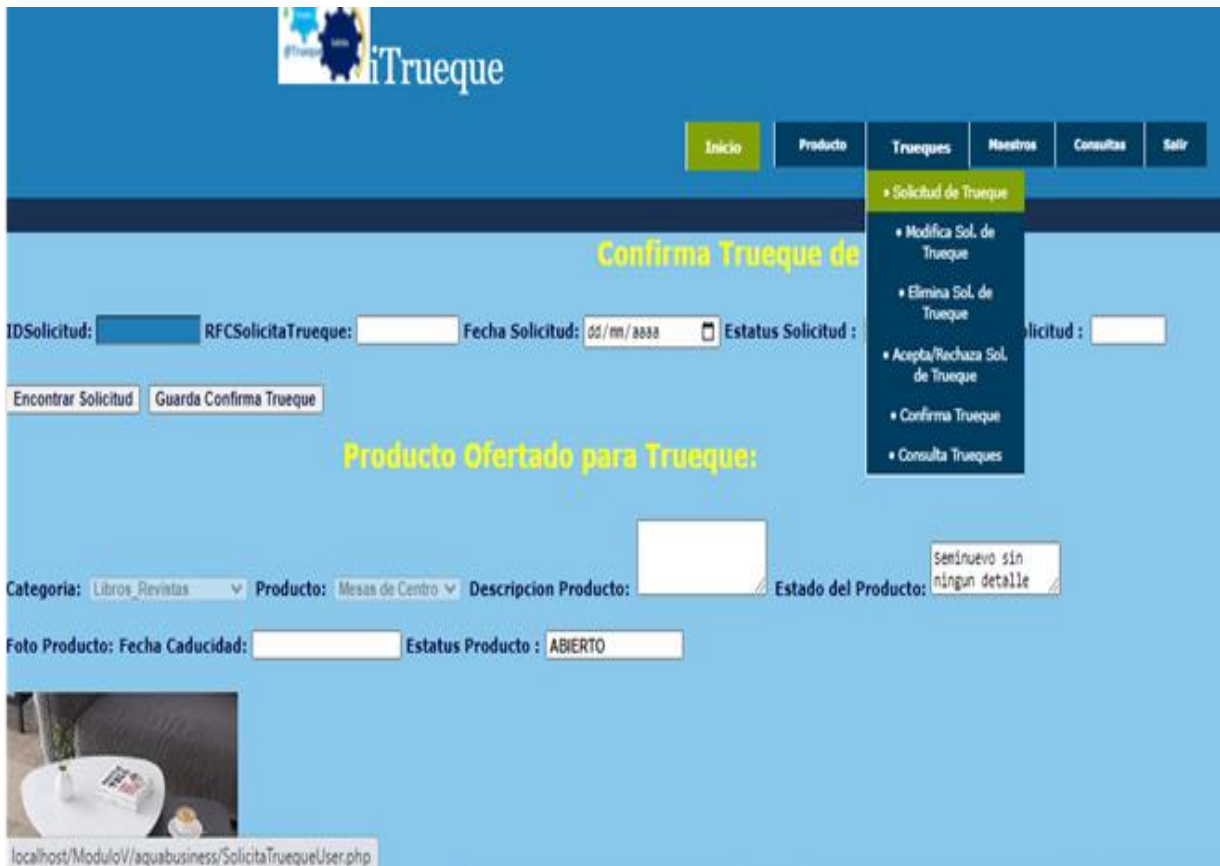 @Trueque
iTrueque
Inicio
Producto
Trueques
Maestros
Consultas
Salir
• Solicitud de Trueque
• Modifica Sol. de
Trueque
• Elimina Sol. de
Trueque
• Acepta/Rechaza Sol.
de Trueque
• Confirma Trueque
• Consulta Trueques
Confirma Trueque de
IDSolicitud: RFCSolicitaTrueque: Fecha Solicitud: dd/mm/aaaa Estatus Solicitud : licitud :
Encontrar Solicitud Guarda Confirma Trueque
Producto Ofertado para Trueque:
Categoria: Libros_Revistas Producto: Mesas de Centro Descripcion Producto: Estado del Producto: Seminuevo sin
ningun detalle
Foto Producto: Fecha Caducidad: Estatus Producto : ABIERTO
localhost/ModuloV/aquabusiness/SolicitaTruequeUser.php